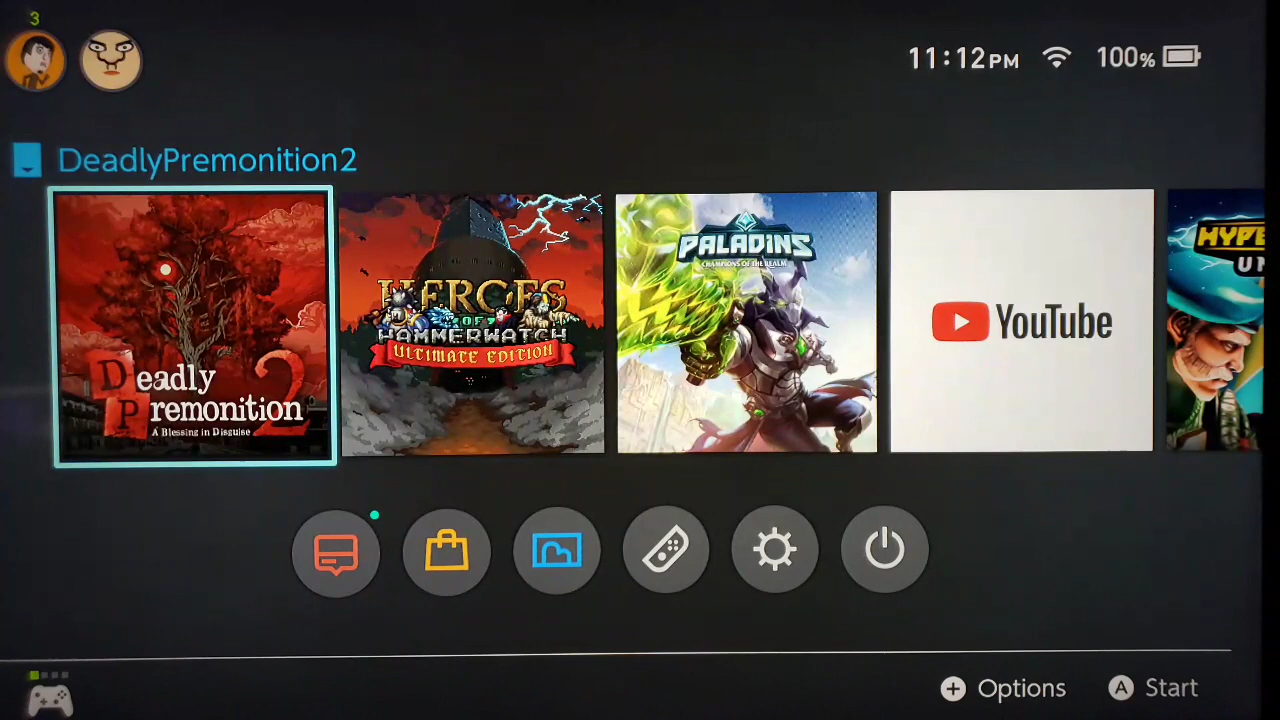 3
11:12PM 100%
DeadlyPremonition2
Deadly
Premonition 2
A Blessing in Disguise
HEROES
OF
HAMMERWATCH
ULTIMATE EDITION
PALADINS
CHAMPIONS OF THE REALM
YouTube
HYPE
UN
+ Options A Start